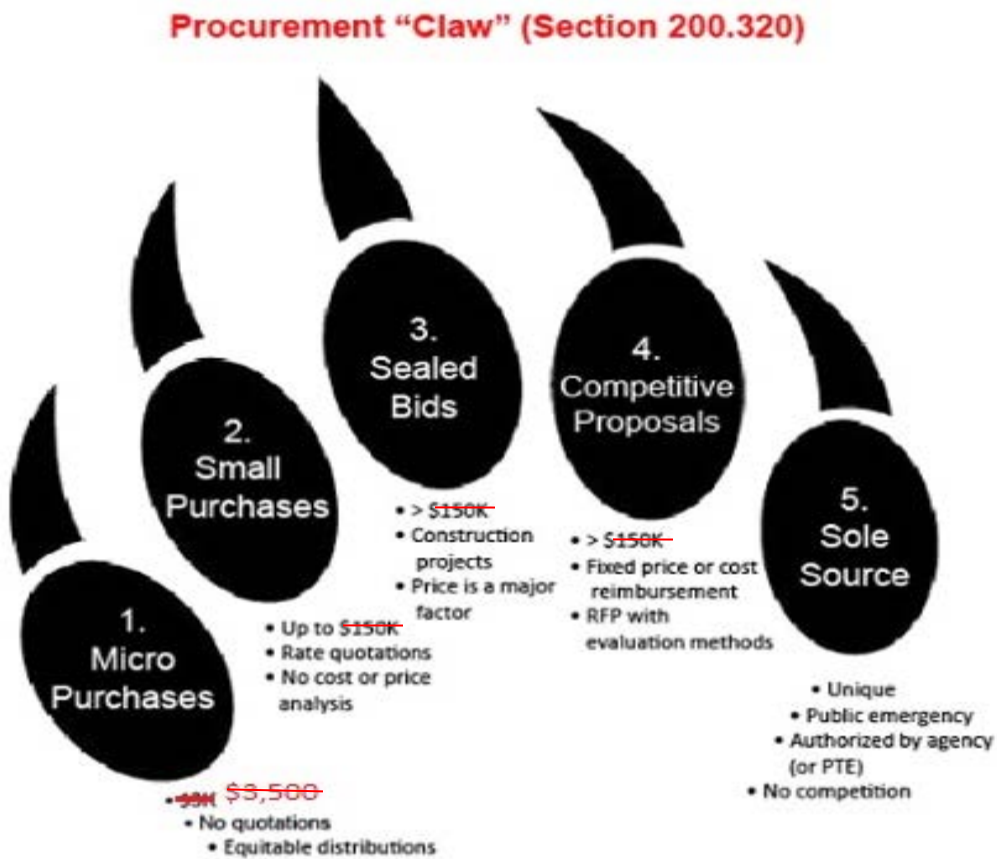 Procurement “Claw” (Section 200.320)
1.
Micro
Purchases
• $3K $3,500
• No quotations
• Equitable distributions
2.
Small
Purchases
• Up to $150K
• Rate quotations
• No cost or price
analysis
3.
Sealed
Bids
• > $150K
• Construction
projects
• Price is a major
factor
4.
Competitive
Proposals
• > $150K
• Fixed price or cost
reimbursement
• RFP with
evaluation methods
5.
Sole
Source
• Unique
• Public emergency
• Authorized by agency
(or PTE)
• No competition